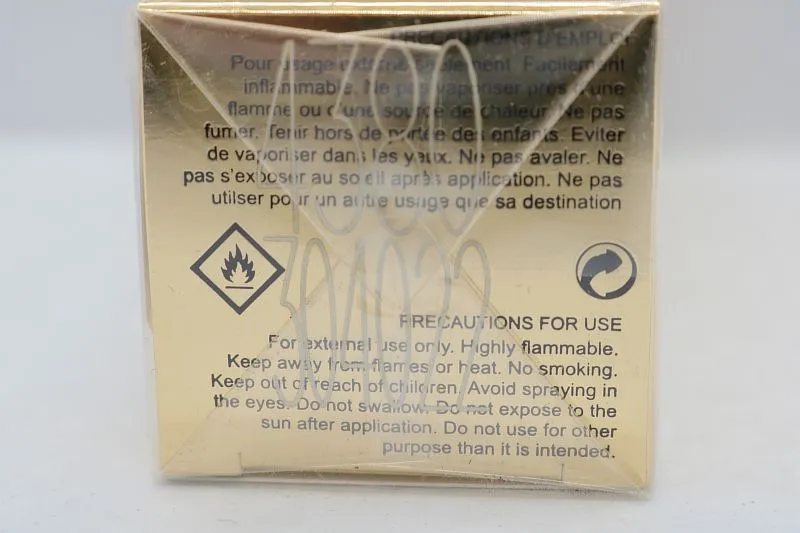 PRECAUTIONS D'EMPLOI
Pour usage externe seulement. Facilement
inflammable. Ne pas vaporiser près d'une
flamme ou d'une source de chaleur. Ne pas
fumer. Tenir hors de portée des enfants. Eviter
de vaporiser dans les yeux. Ne pas avaler. Ne
pas s'exposer au soleil après application. Ne pas
utilser pour un autre usage que sa destination
304022
PRECAUTIONS FOR USE
For external use only. Highly flammable.
Keep away from flames or heat. No smoking.
Keep out of reach of children. Avoid spraying in
the eyes. Do not swallow. Do not expose to the
sun after application. Do not use for other
purpose than it is intended.